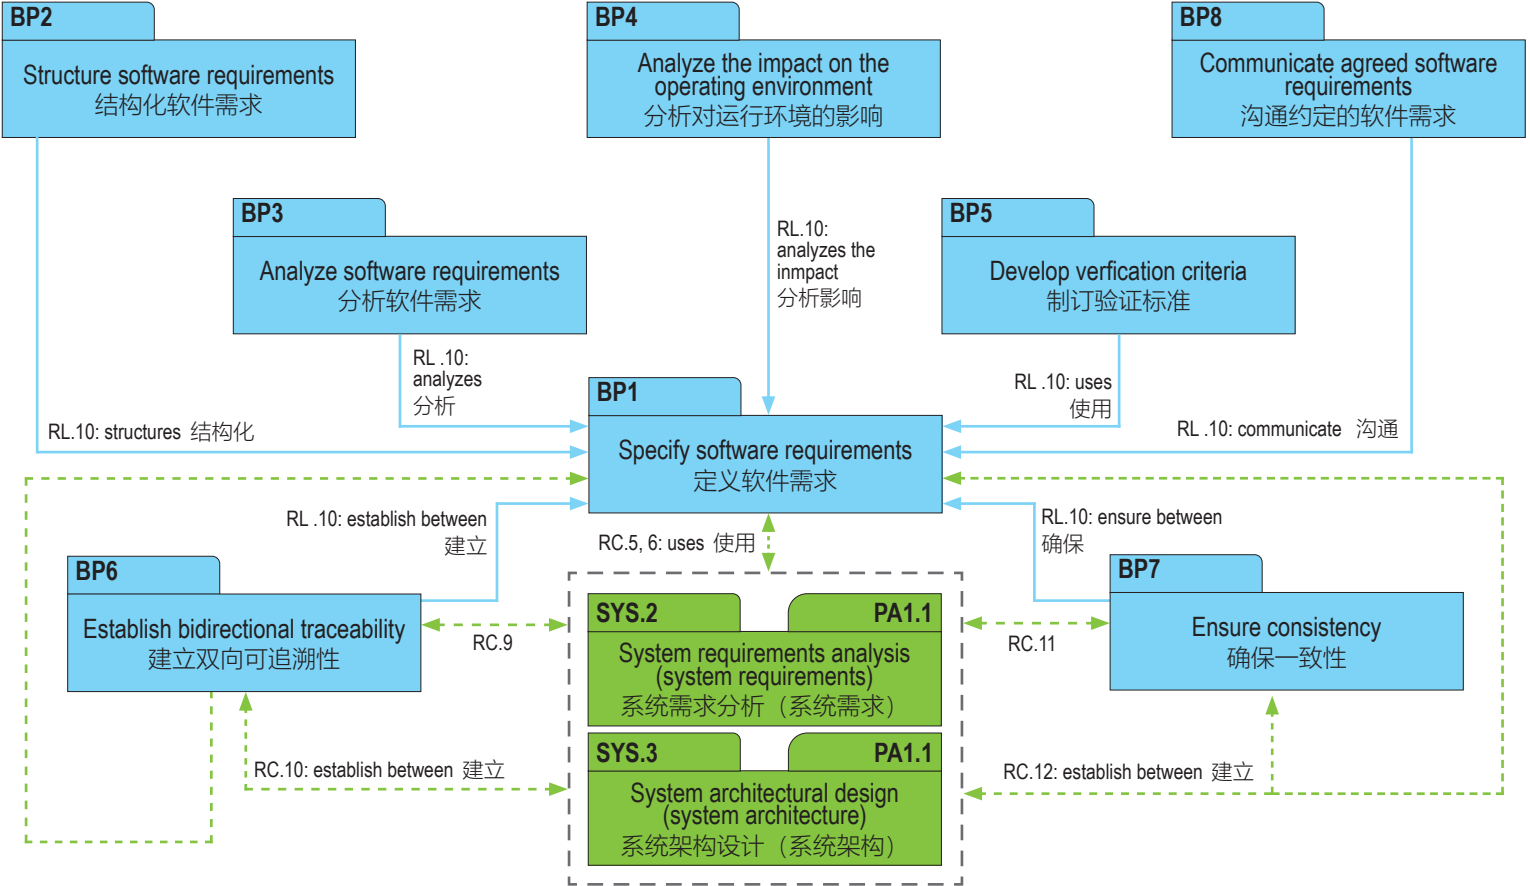 BP2
Structure software requirements
结构化软件需求
BP4
Analyze the impact on the
operating environment
分析对运行环境的影响
BP8
Communicate agreed software
requirements
沟通约定的软件需求
BP3
Analyze software requirements
分析软件需求
RL.10:
analyzes the
inmpact
分析影响
BP5
Develop verfication criteria
制订验证标准
RL .10:
analyzes
分析
BP1
Specify software requirements
定义软件需求
RL .10: uses
使用
RL.10: structures 结构化
RL .10: communicate 沟通
RL .10: establish between
建立
RC.5, 6: uses 使用
RL.10: ensure between
确保
BP6
Establish bidirectional traceability
建立双向可追溯性
RC.9
SYS.2
PA1.1
System requirements analysis
(system requirements)
系统需求分析（系统需求）
RC.11
BP7
Ensure consistency
确保一致性
RC.10: establish between 建立
SYS.3
PA1.1
System architectural design
(system architecture)
系统架构设计（系统架构）
RC.12: establish between 建立